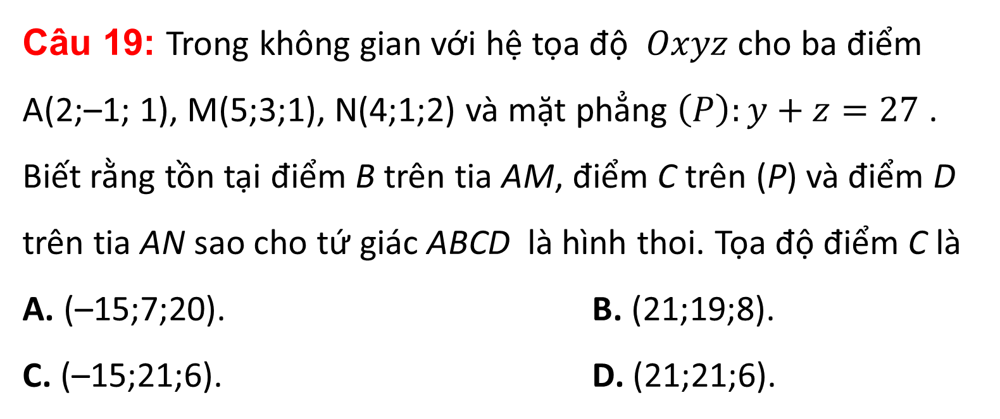 Câu 19: Trong không gian với hệ tọa độ Oxyz cho ba điểm
A(2;–1; 1), M(5;3;1), N(4;1;2) và mặt phẳng (P): y + z = 27 .
Biết rằng tồn tại điểm B trên tia AM, điểm C trên (P) và điểm D
trên tia AN sao cho tứ giác ABCD là hình thoi. Tọa độ điểm C là
A. (–15;7;20). B. (21;19;8).
C. (–15;21;6). D. (21;21;6).